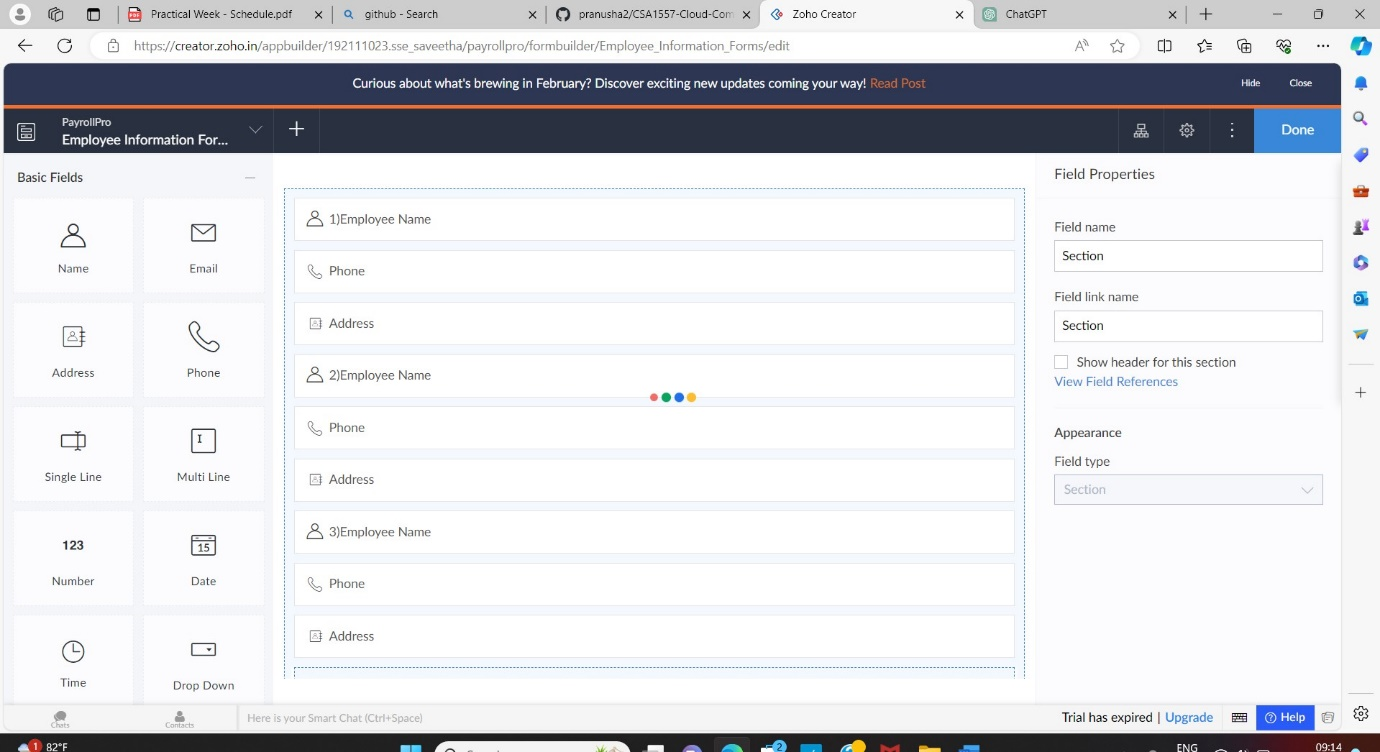 Practical Week - Schedule.pdf
github - Search
pranusha2/CSA1557-Cloud-Com
Zoho Creator
ChatGPT
https://creator.zoho.in/appbuilder/192111023.sse_saveetha/payrollpro/formbuilder/Employee_Information_Forms/edit
Curious about what's brewing in February? Discover exciting new updates coming your way! Read Post
Hide
Close
PayrollPro
Employee Information For...
Done
Basic Fields
Name
Email
Address
Phone
Single Line
Multi Line
123
Number
15
Date
Time
Drop Down
1)Employee Name
Phone
Address
2)Employee Name
Phone
Address
3)Employee Name
Phone
Address
Field Properties
Field name
Section
Field link name
Section
Show header for this section
View Field References
Appearance
Field type
Section
Chats
Contacts
Here is your Smart Chat (Ctrl+Space)
Trial has expired | Upgrade
Help
1
82°F
2
ENG
09:14